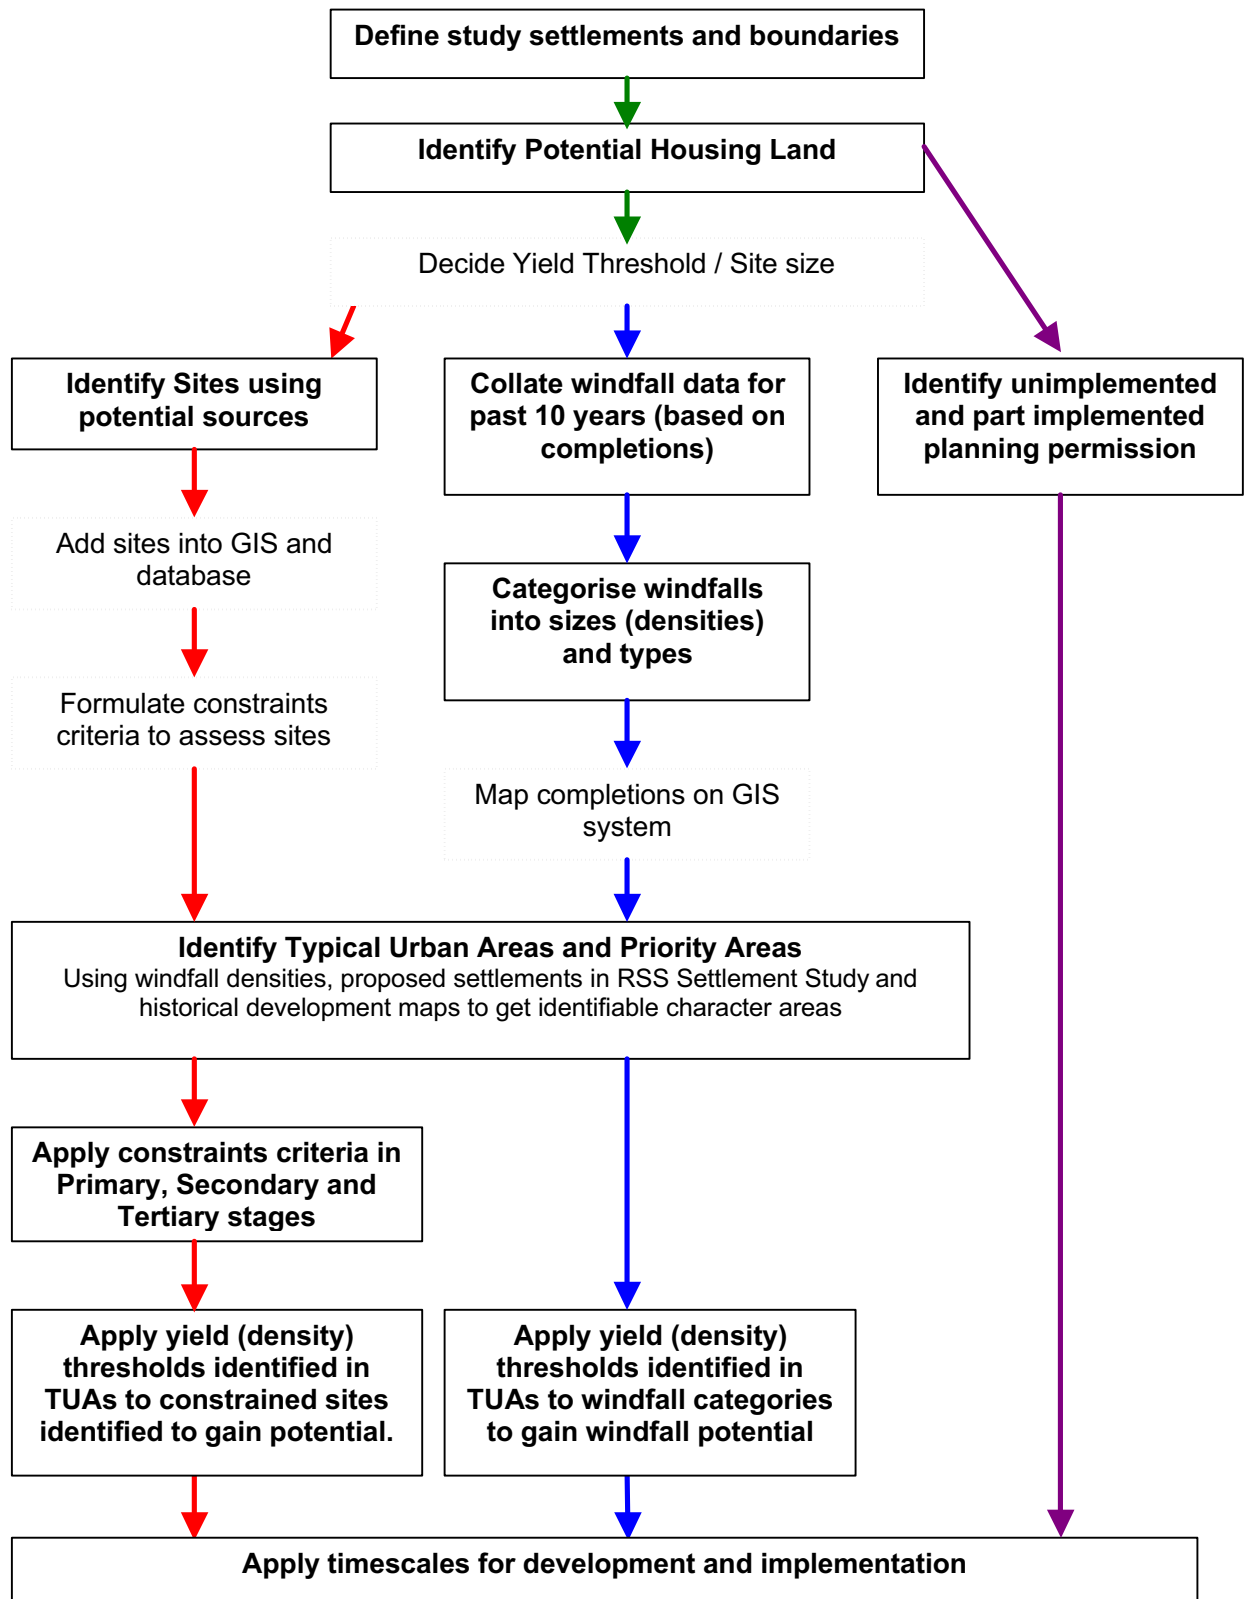 Define study settlements and boundaries
Identify Potential Housing Land
Decide Yield Threshold / Site size
Identify Sites using
potential sources
Collate windfall data for
past 10 years (based on
completions)
Identify unimplemented
and part implemented
planning permission
Add sites into GIS and
database
Categorise windfalls
into sizes (densities)
and types
Formulate constraints
criteria to assess sites
Map completions on GIS
system
Identify Typical Urban Areas and Priority Areas
Using windfall densities, proposed settlements in RSS Settlement Study and
historical development maps to get identifiable character areas
Apply constraints criteria in
Primary, Secondary and
Tertiary stages
Apply yield (density)
thresholds identified in
TUAs to constrained sites
identified to gain potential.
Apply yield (density)
thresholds identified in
TUAs to windfall categories
to gain windfall potential
Apply timescales for development and implementation